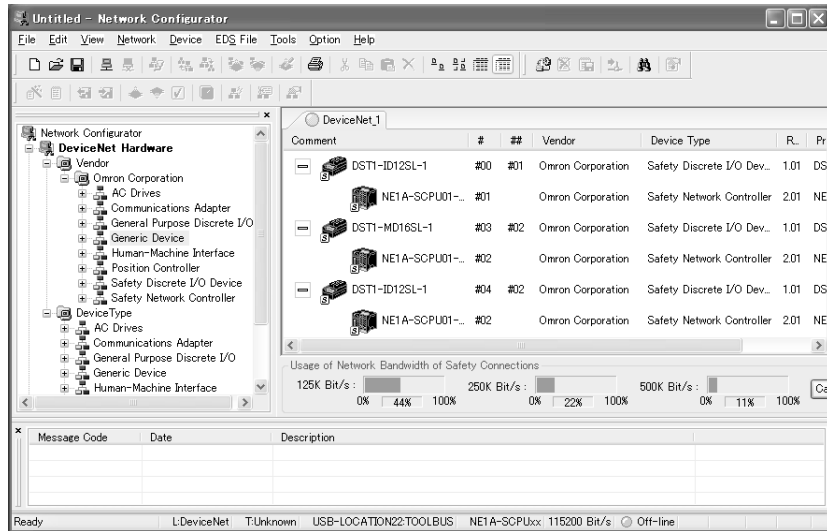 Untitled - Network Configurator
File Edit View Network Device EDS File Tools Option Help
Network Configurator
DeviceNet Hardware
Vendor
Omron Corporation
AC Drives
Communications Adapter
General Purpose Discrete I/O
Generic Device
Human-Machine Interface
Position Controller
Safety Discrete I/O Device
Safety Network Controller
DeviceType
AC Drives
Communications Adapter
General Purpose Discrete I/O
Generic Device
Human-Machine Interface
DeviceNet_1
Comment # ## Vendor Device Type R... Pr
DST1-ID12SL-1 #00 #01 Omron Corporation Safety Discrete I/O Dev... 1.01 DS
NE1A-SCPU01-... #01 Omron Corporation Safety Network Controller 2.01 NE
DST1-MD16SL-1 #03 #02 Omron Corporation Safety Discrete I/O Dev... 1.01 DS
NE1A-SCPU01-... #02 Omron Corporation Safety Network Controller 2.01 NE
DST1-ID12SL-1 #04 #02 Omron Corporation Safety Discrete I/O Dev... 1.01 DS
NE1A-SCPU01-... #02 Omron Corporation Safety Network Controller 2.01 NE
Usage of Network Bandwidth of Safety Connections
125K Bit/s : 250K Bit/s : 500K Bit/s : Ca
0% 44% 100% 0% 22% 100% 0% 11% 100%
Message Code Date Description
Ready L:DeviceNet T:Unknown USB-LOCATION22:TOOLBUS NE1A-SCPUxx 115200 Bit/s Off-line